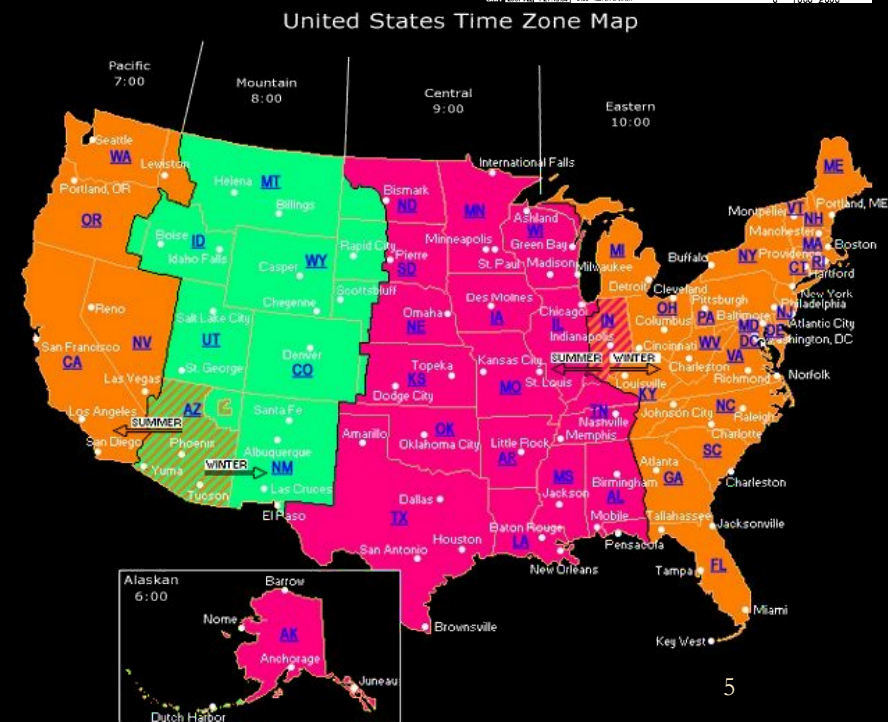 United States Time Zone Map
Pacific
7:00
Mountain
8:00
Central
9:00
Eastern
10:00
Seattle
WA
Lewiston
Portland, OR
OR
Helena
MT
Billings
Boise
ID
Idaho Falls
WY
Casper
Cheyenne
Reno
NV
San Francisco
CA
Las Vegas
Los Angeles
San Diego
Salt Lake City
UT
St. George
Denver
CO
AZ
SUMMER
Phoenix
WINTER
Yuma
Tucson
Santa Fe
Albuquerque
NM
Las Cruces
El Paso
International Falls
Bismark
ND
MN
Rapid City
Pierre
SD
Minneapolis
St. Paul
Scottsbluff
Ashland
WI
Green Bay
Madison
Milwaukee
Omaha
NE
Des Moines
IA
Chicago
IL
Topeka
KS
Dodge City
Kansas City
MO
St. Louis
Amarillo
OK
Oklahoma City
Little Rock
AR
Dallas
TX
Houston
San Antonio
Brownsville
MS
Jackson
Baton Rouge
LA
New Orleans
Birmingham
AL
Mobile
Pensacola
TN
Nashville
Memphis
MI
Detroit
IN
Indianapolis
SUMMER
WINTER
Cleveland
OH
Columbus
Cincinnati
Louisville
KY
Johnson City
WV
Charleston
VA
Richmond
Norfolk
NC
Raleigh
Charlotte
SC
Charleston
Atlanta
GA
Tallahassee
Jacksonville
FL
Tampa
Miami
Key West
ME
Portland, ME
Montpelier
VT
NH
Manchester
MA
Boston
Providence
CT
RI
Hartford
Buffalo
NY
New York
Pittsburgh
PA
Philadelphia
NJ
Baltimore
MD
DE
Atlantic City
DC
Washington, DC
Alaskan
6:00
Barrow
Nome
AK
Anchorage
Juneau
Dutch Harbor
5